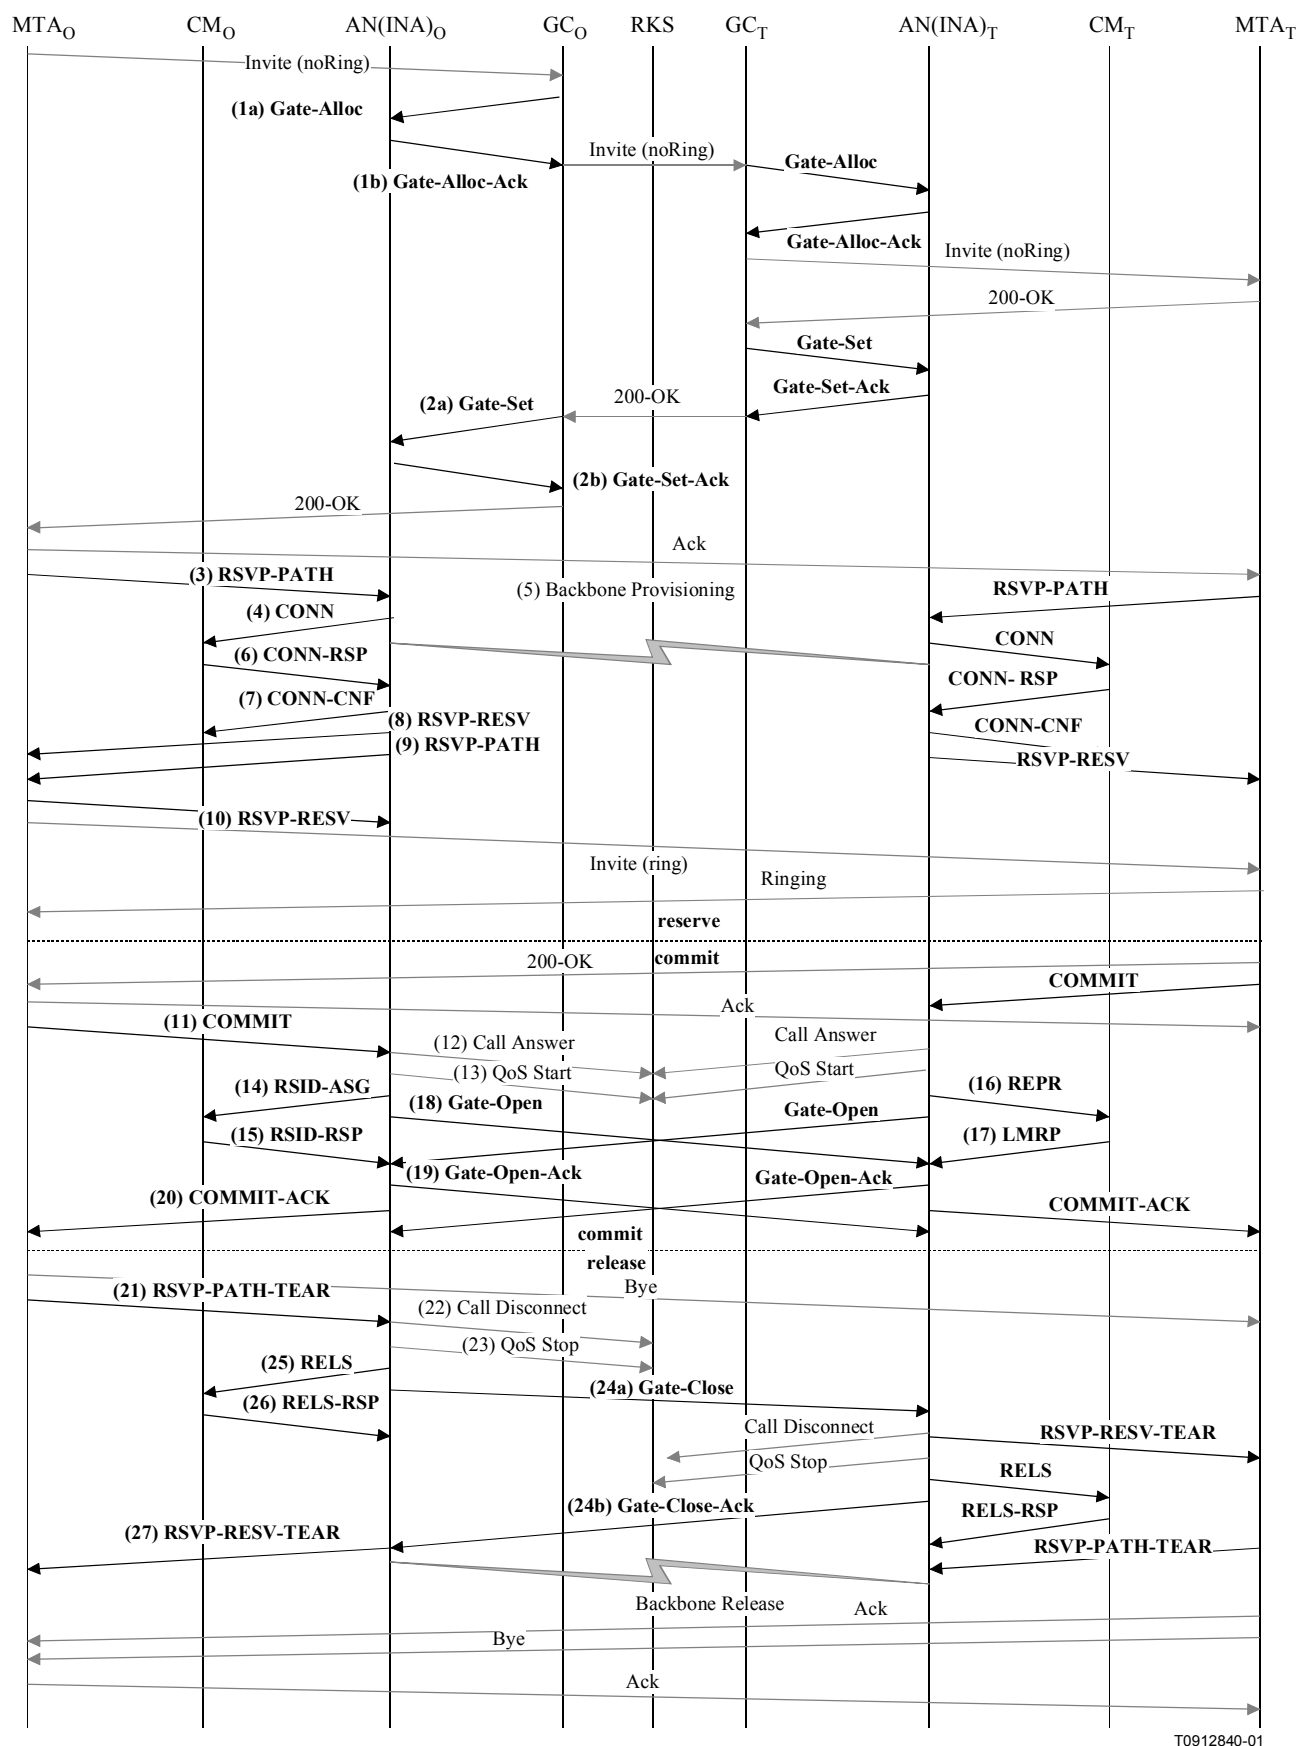 MTAO CMO AN(INA)O GCO RKS GCT AN(INA)T CMT MTAT
Invite (noRing)
(1a) Gate-Alloc
Invite (noRing)
Gate-Alloc
(1b) Gate-Alloc-Ack
Gate-Alloc-Ack
Invite (noRing)
200-OK
Gate-Set
Gate-Set-Ack
200-OK
(2a) Gate-Set
(2b) Gate-Set-Ack
200-OK
Ack
(3) RSVP-PATH
(5) Backbone Provisioning
RSVP-PATH
(4) CONN
CONN
(6) CONN-RSP
CONN- RSP
(7) CONN-CNF
(8) RSVP-RESV
CONN-CNF
(9) RSVP-PATH
RSVP-RESV
(10) RSVP-RESV
Invite (ring)
Ringing
reserve
commit
200-OK
COMMIT
Ack
(11) COMMIT
(12) Call Answer
Call Answer
(13) QoS Start
QoS Start
(14) RSID-ASG
(16) REPR
(18) Gate-Open
Gate-Open
(15) RSID-RSP
(17) LMRP
(19) Gate-Open-Ack
Gate-Open-Ack
(20) COMMIT-ACK
COMMIT-ACK
commit
release
Bye
(21) RSVP-PATH-TEAR
(22) Call Disconnect
(23) QoS Stop
(25) RELS
(24a) Gate-Close
(26) RELS-RSP
Call Disconnect
RSVP-RESV-TEAR
QoS Stop
RELS
(24b) Gate-Close-Ack
RELS-RSP
(27) RSVP-RESV-TEAR
RSVP-PATH-TEAR
Backbone Release
Ack
Bye
Ack
T0912840-01